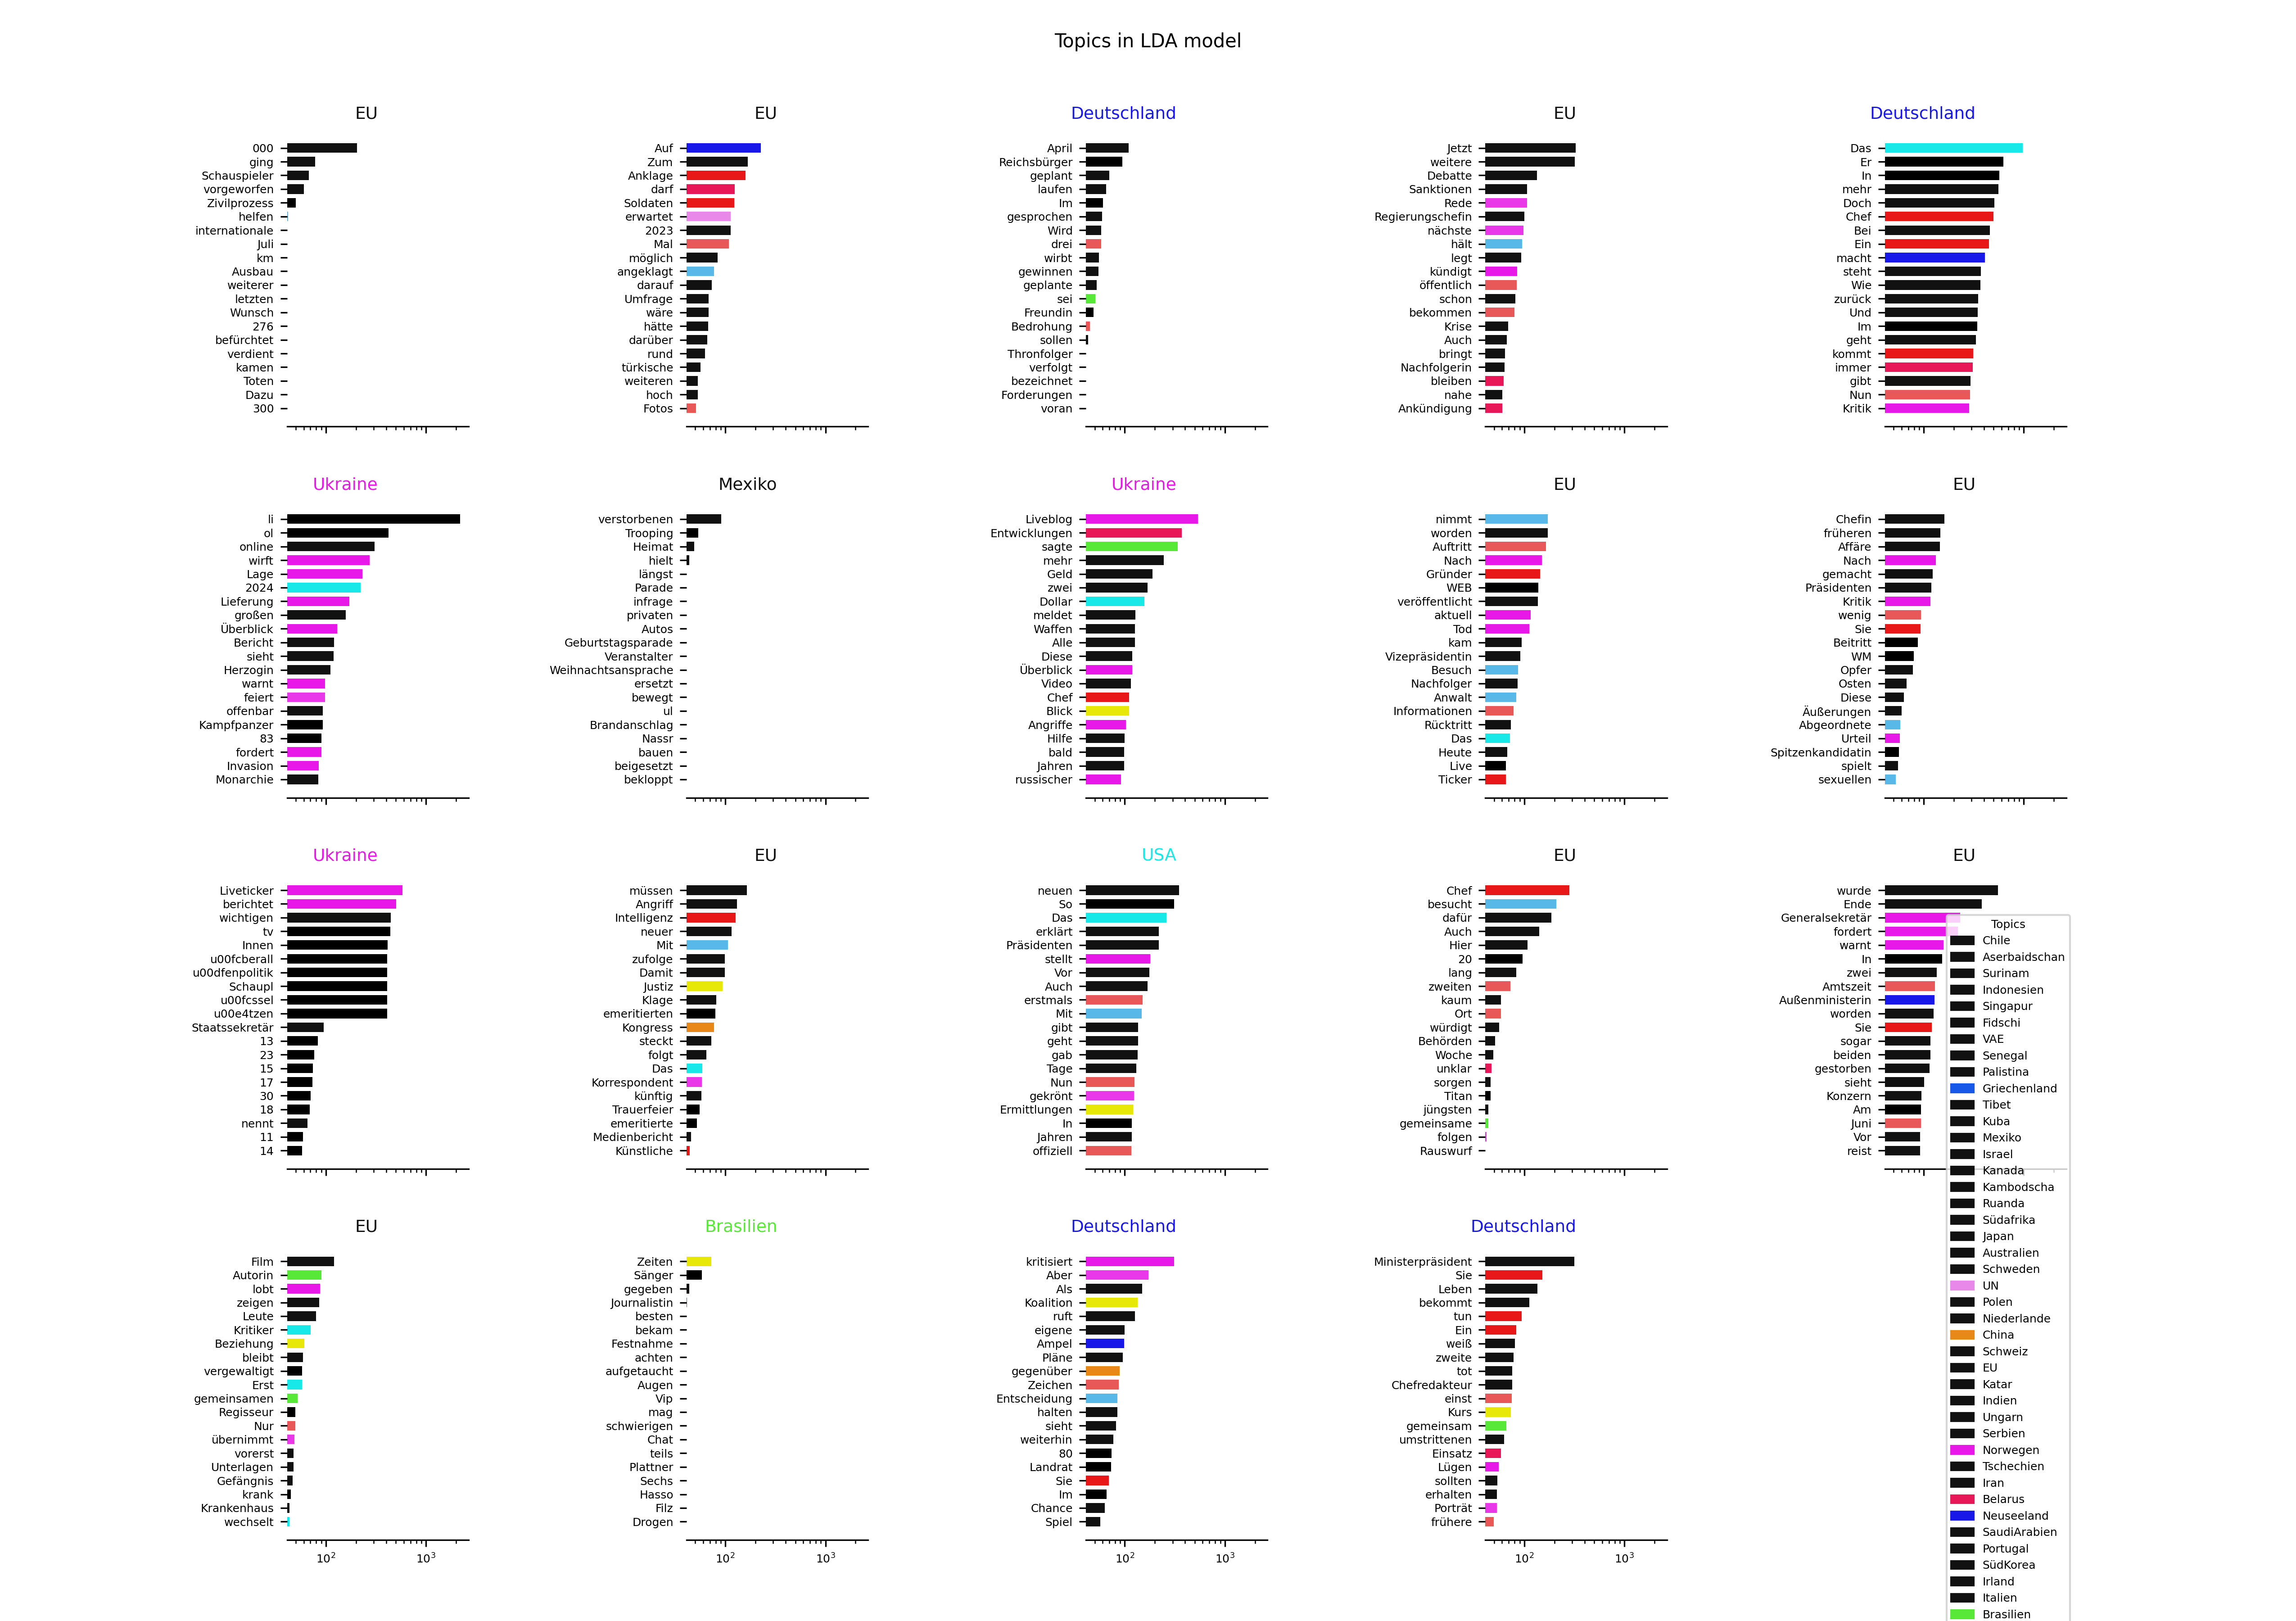 Topics in LDA model
EU
000
ging
Schauspieler
vorgeworfen
Zivilprozess
helfen
internationale
Juli
km
Ausbau
weiterer
letzten
Wunsch
276
befürchtet
verdient
kamen
Toten
Dazu
300
EU
Auf
Zum
Anklage
darf
Soldaten
erwartet
2023
Mal
möglich
angeklagt
darauf
Umfrage
wäre
hätte
darüber
rund
türkische
weiteren
hoch
Fotos
Deutschland
April
Reichsbürger
geplant
laufen
Im
gesprochen
Wird
drei
wirbt
gewinnen
geplante
sei
Freundin
Bedrohung
sollen
Thronfolger
verfolgt
bezeichnet
Forderungen
voran
EU
Jetzt
weitere
Debatte
Sanktionen
Rede
Regierungschefin
nächste
hält
legt
kündigt
öffentlich
schon
bekommen
Krise
Auch
bringt
Nachfolgerin
bleiben
nahe
Ankündigung
Deutschland
Das
Er
In
mehr
Doch
Chef
Bei
Ein
macht
steht
Wie
zurück
Und
Im
geht
kommt
immer
gibt
Nun
Kritik
Ukraine
li
ol
online
wirft
Lage
2024
Lieferung
großen
Überblick
Bericht
sieht
Herzogin
warnt
feiert
offenbar
Kampfpanzer
83
fordert
Invasion
Monarchie
Mexiko
verstorbenen
Trooping
Heimat
hielt
längst
Parade
infrage
privaten
Autos
Geburtstagsparade
Veranstalter
Weihnachtsansprache
ersetzt
bewegt
ul
Brandanschlag
Nassr
bauen
beigesetzt
bekloppt
Ukraine
Liveblog
Entwicklungen
sagte
mehr
Geld
zwei
Dollar
meldet
Waffen
Alle
Diese
Überblick
Video
Chef
Blick
Angriffe
Hilfe
bald
Jahren
russischer
EU
nimmt
worden
Auftritt
Nach
Gründer
WEB
veröffentlicht
aktuell
Tod
kam
Vizepräsidentin
Besuch
Nachfolger
Anwalt
Informationen
Rücktritt
Das
Heute
Live
Ticker
EU
Chefin
früheren
Affäre
Nach
gemacht
Präsidenten
Kritik
wenig
Sie
Beitritt
WM
Opfer
Osten
Diese
Äußerungen
Abgeordnete
Urteil
Spitzenkandidatin
spielt
sexuellen
Ukraine
Liveticker
berichtet
wichtigen
tv
Innen
u00fcberall
u00dfenpolitik
Schaupl
u00fcssel
u00e4tzen
Staatssekretär
13
23
15
17
30
18
nennt
11
14
EU
müssen
Angriff
Intelligenz
neuer
Mit
zufolge
Damit
Justiz
Klage
emeritierten
Kongress
steckt
folgt
Das
Korrespondent
künftig
Trauerfeier
emeritierte
Medienbericht
Künstliche
USA
neuen
So
Das
erklärt
Präsidenten
stellt
Vor
Auch
erstmals
Mit
gibt
geht
gab
Tage
Nun
gekrönt
Ermittlungen
In
Jahren
offiziell
EU
Chef
besucht
dafür
Auch
Hier
20
lang
zweiten
kaum
Ort
würdigt
Behörden
Woche
unklar
sorgen
Titan
jüngsten
gemeinsame
folgen
Rauswurf
EU
wurde
Ende
Generalsekretär
fordert
warnt
In
zwei
Amtszeit
Außenministerin
worden
Sie
sogar
beiden
gestorben
sieht
Konzern
Am
Juni
Vor
reist
EU
Film
Autorin
lobt
zeigen
Leute
Kritiker
Beziehung
bleibt
vergewaltigt
Erst
gemeinsamen
Regisseur
Nur
übernimmt
vorerst
Unterlagen
Gefängnis
krank
Krankenhaus
wechselt
10²
10³
Brasilien
Zeiten
Sänger
gegeben
Journalistin
besten
bekam
Festnahme
achten
aufgetaucht
Augen
Vip
mag
schwierigen
Chat
teils
Plattner
Sechs
Hasso
Filz
Drogen
10²
10³
Deutschland
kritisiert
Aber
Als
Koalition
ruft
eigene
Ampel
Pläne
gegenüber
Zeichen
Entscheidung
halten
sieht
weiterhin
80
Landrat
Sie
Im
Chance
Spiel
10²
10³
Deutschland
Ministerpräsident
Sie
Leben
bekommt
tun
Ein
weiß
zweite
tot
Chefredakteur
einst
Kurs
gemeinsam
umstrittenen
Einsatz
Lügen
sollten
erhalten
Porträt
frühere
10²
10³
Topics
Chile
Aserbaidschan
Surinam
Indonesien
Singapur
Fidschi
VAE
Senegal
Palistina
Griechenland
Tibet
Kuba
Mexiko
Israel
Kanada
Kambodscha
Ruanda
Südafrika
Japan
Australien
Schweden
UN
Polen
Niederlande
China
Schweiz
EU
Katar
Indien
Ungarn
Serbien
Norwegen
Tschechien
Iran
Belarus
Neuseeland
SaudiArabien
Portugal
SüdKorea
Irland
Italien
Brasilien